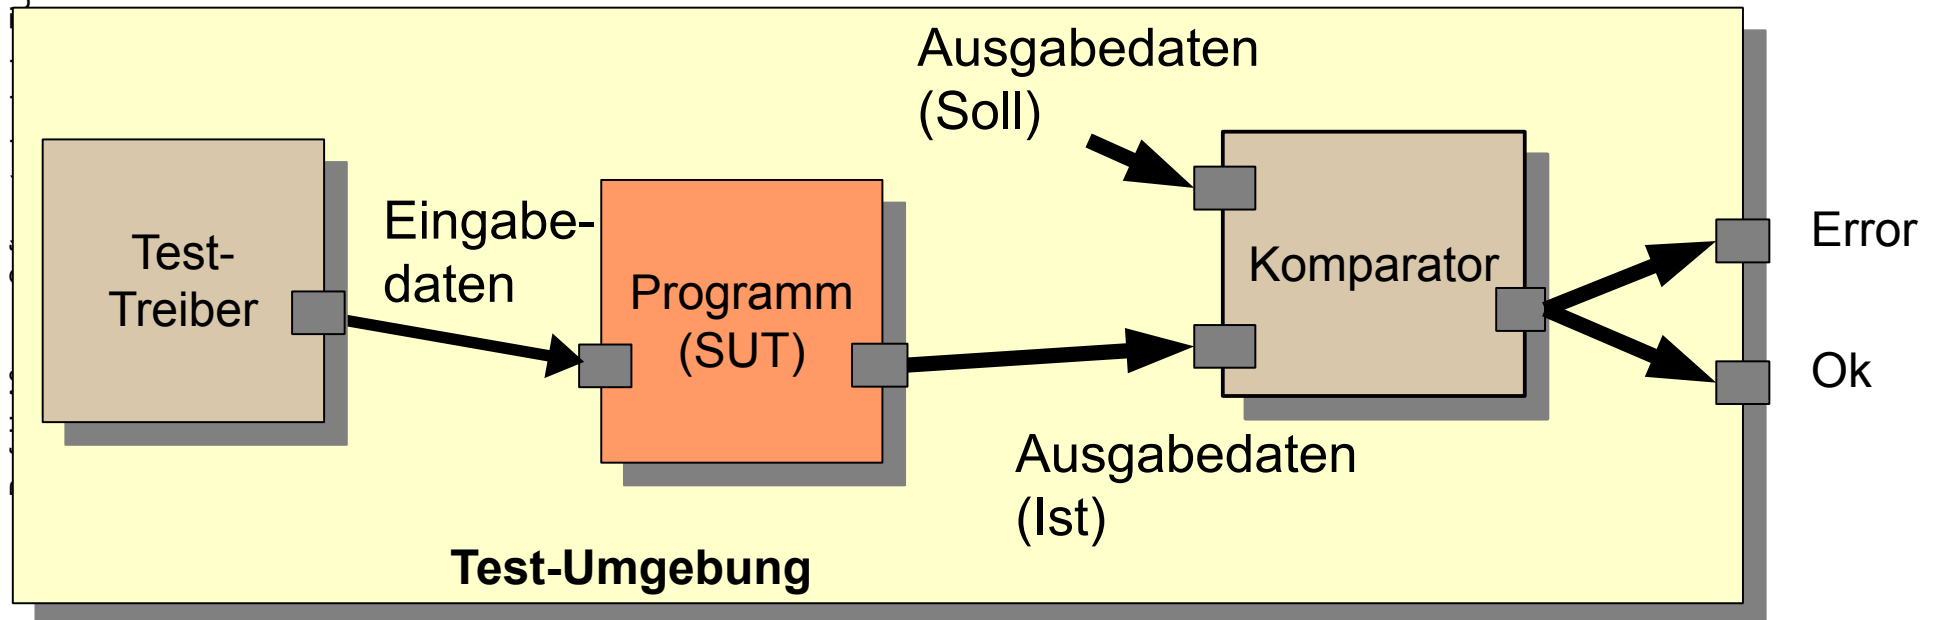 Ausgabedaten
(Soll)
Test-
Treiber
Eingabe-
daten
Programm
(SUT)
Komparator
Error
Ok
Ausgabedaten
(Ist)
Test-Umgebung